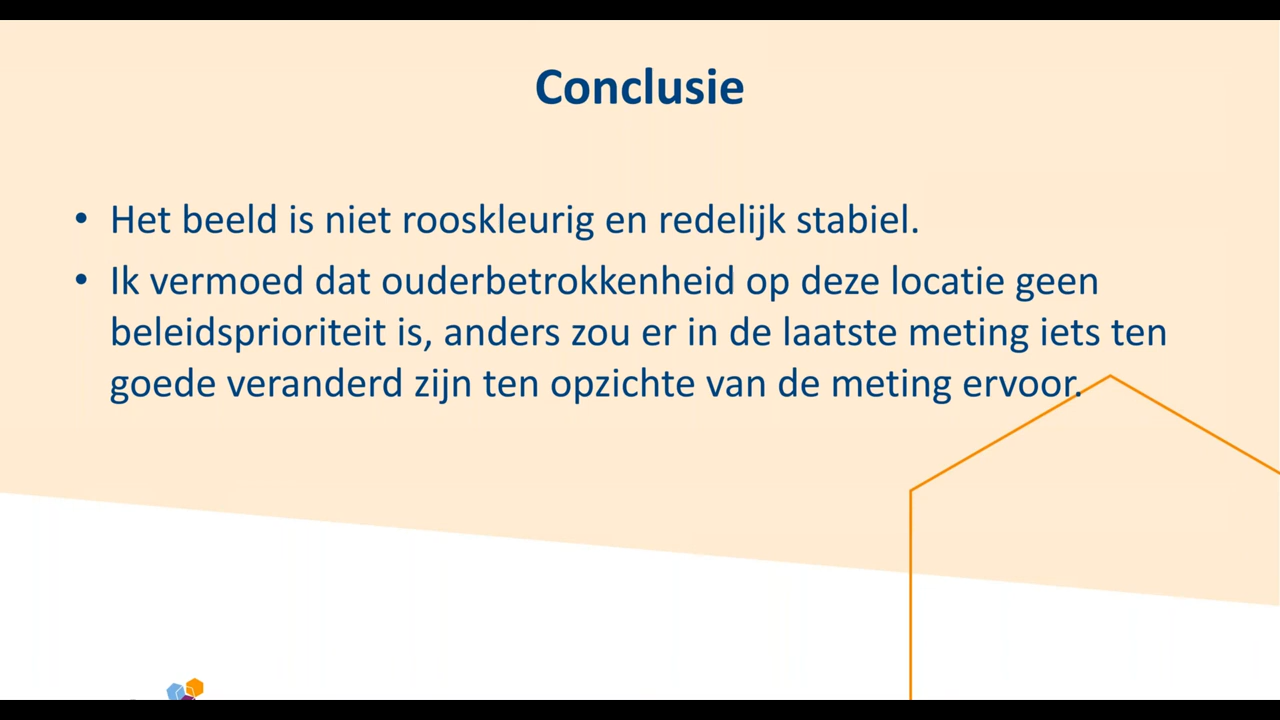 Conclusie
• Het beeld is niet rooskleurig en redelijk stabiel.
• Ik vermoed dat ouderbetrokkenheid op deze locatie geen
beleidsprioriteit is, anders zou er in de laatste meting iets ten
goede veranderd zijn ten opzichte van de meting ervoor.